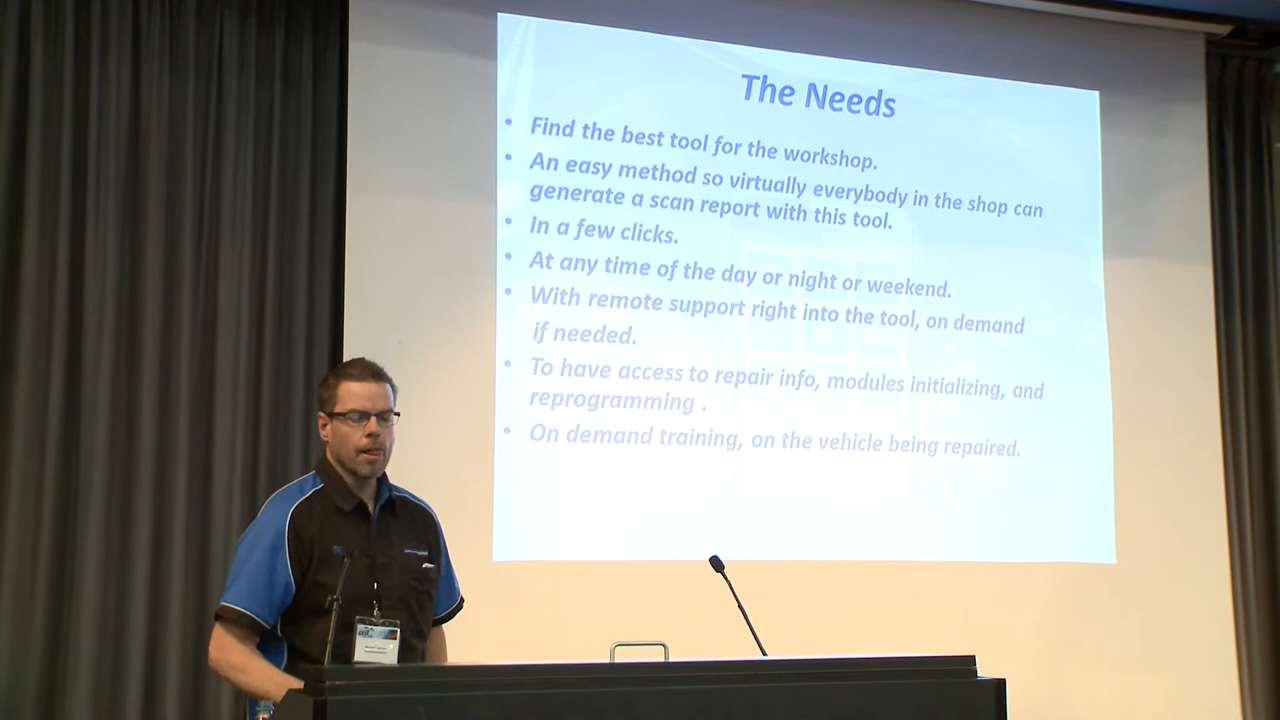 The Needs
• Find the best tool for the workshop.
• An easy method so virtually everybody in the shop can
generate a scan report with this tool.
• In a few clicks.
• At any time of the day or night or weekend.
• With remote support right into the tool, on demand
if needed.
• To have access to repair info, modules initializing, and
reprogramming .
• On demand training, on the vehicle being repaired.